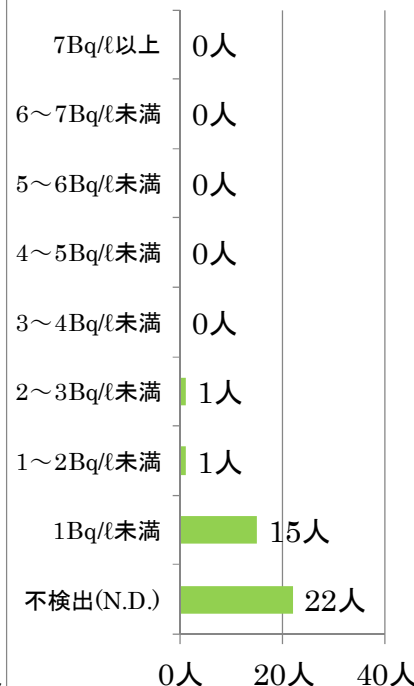 7Bq/ℓ以上 0人
6～7Bq/ℓ未満 0人
5～6Bq/ℓ未満 0人
4～5Bq/ℓ未満 0人
3～4Bq/ℓ未満 0人
2～3Bq/ℓ未満 1人
1～2Bq/ℓ未満 1人
1Bq/ℓ未満 15人
不検出(N.D.) 22人
0人 20人 40人